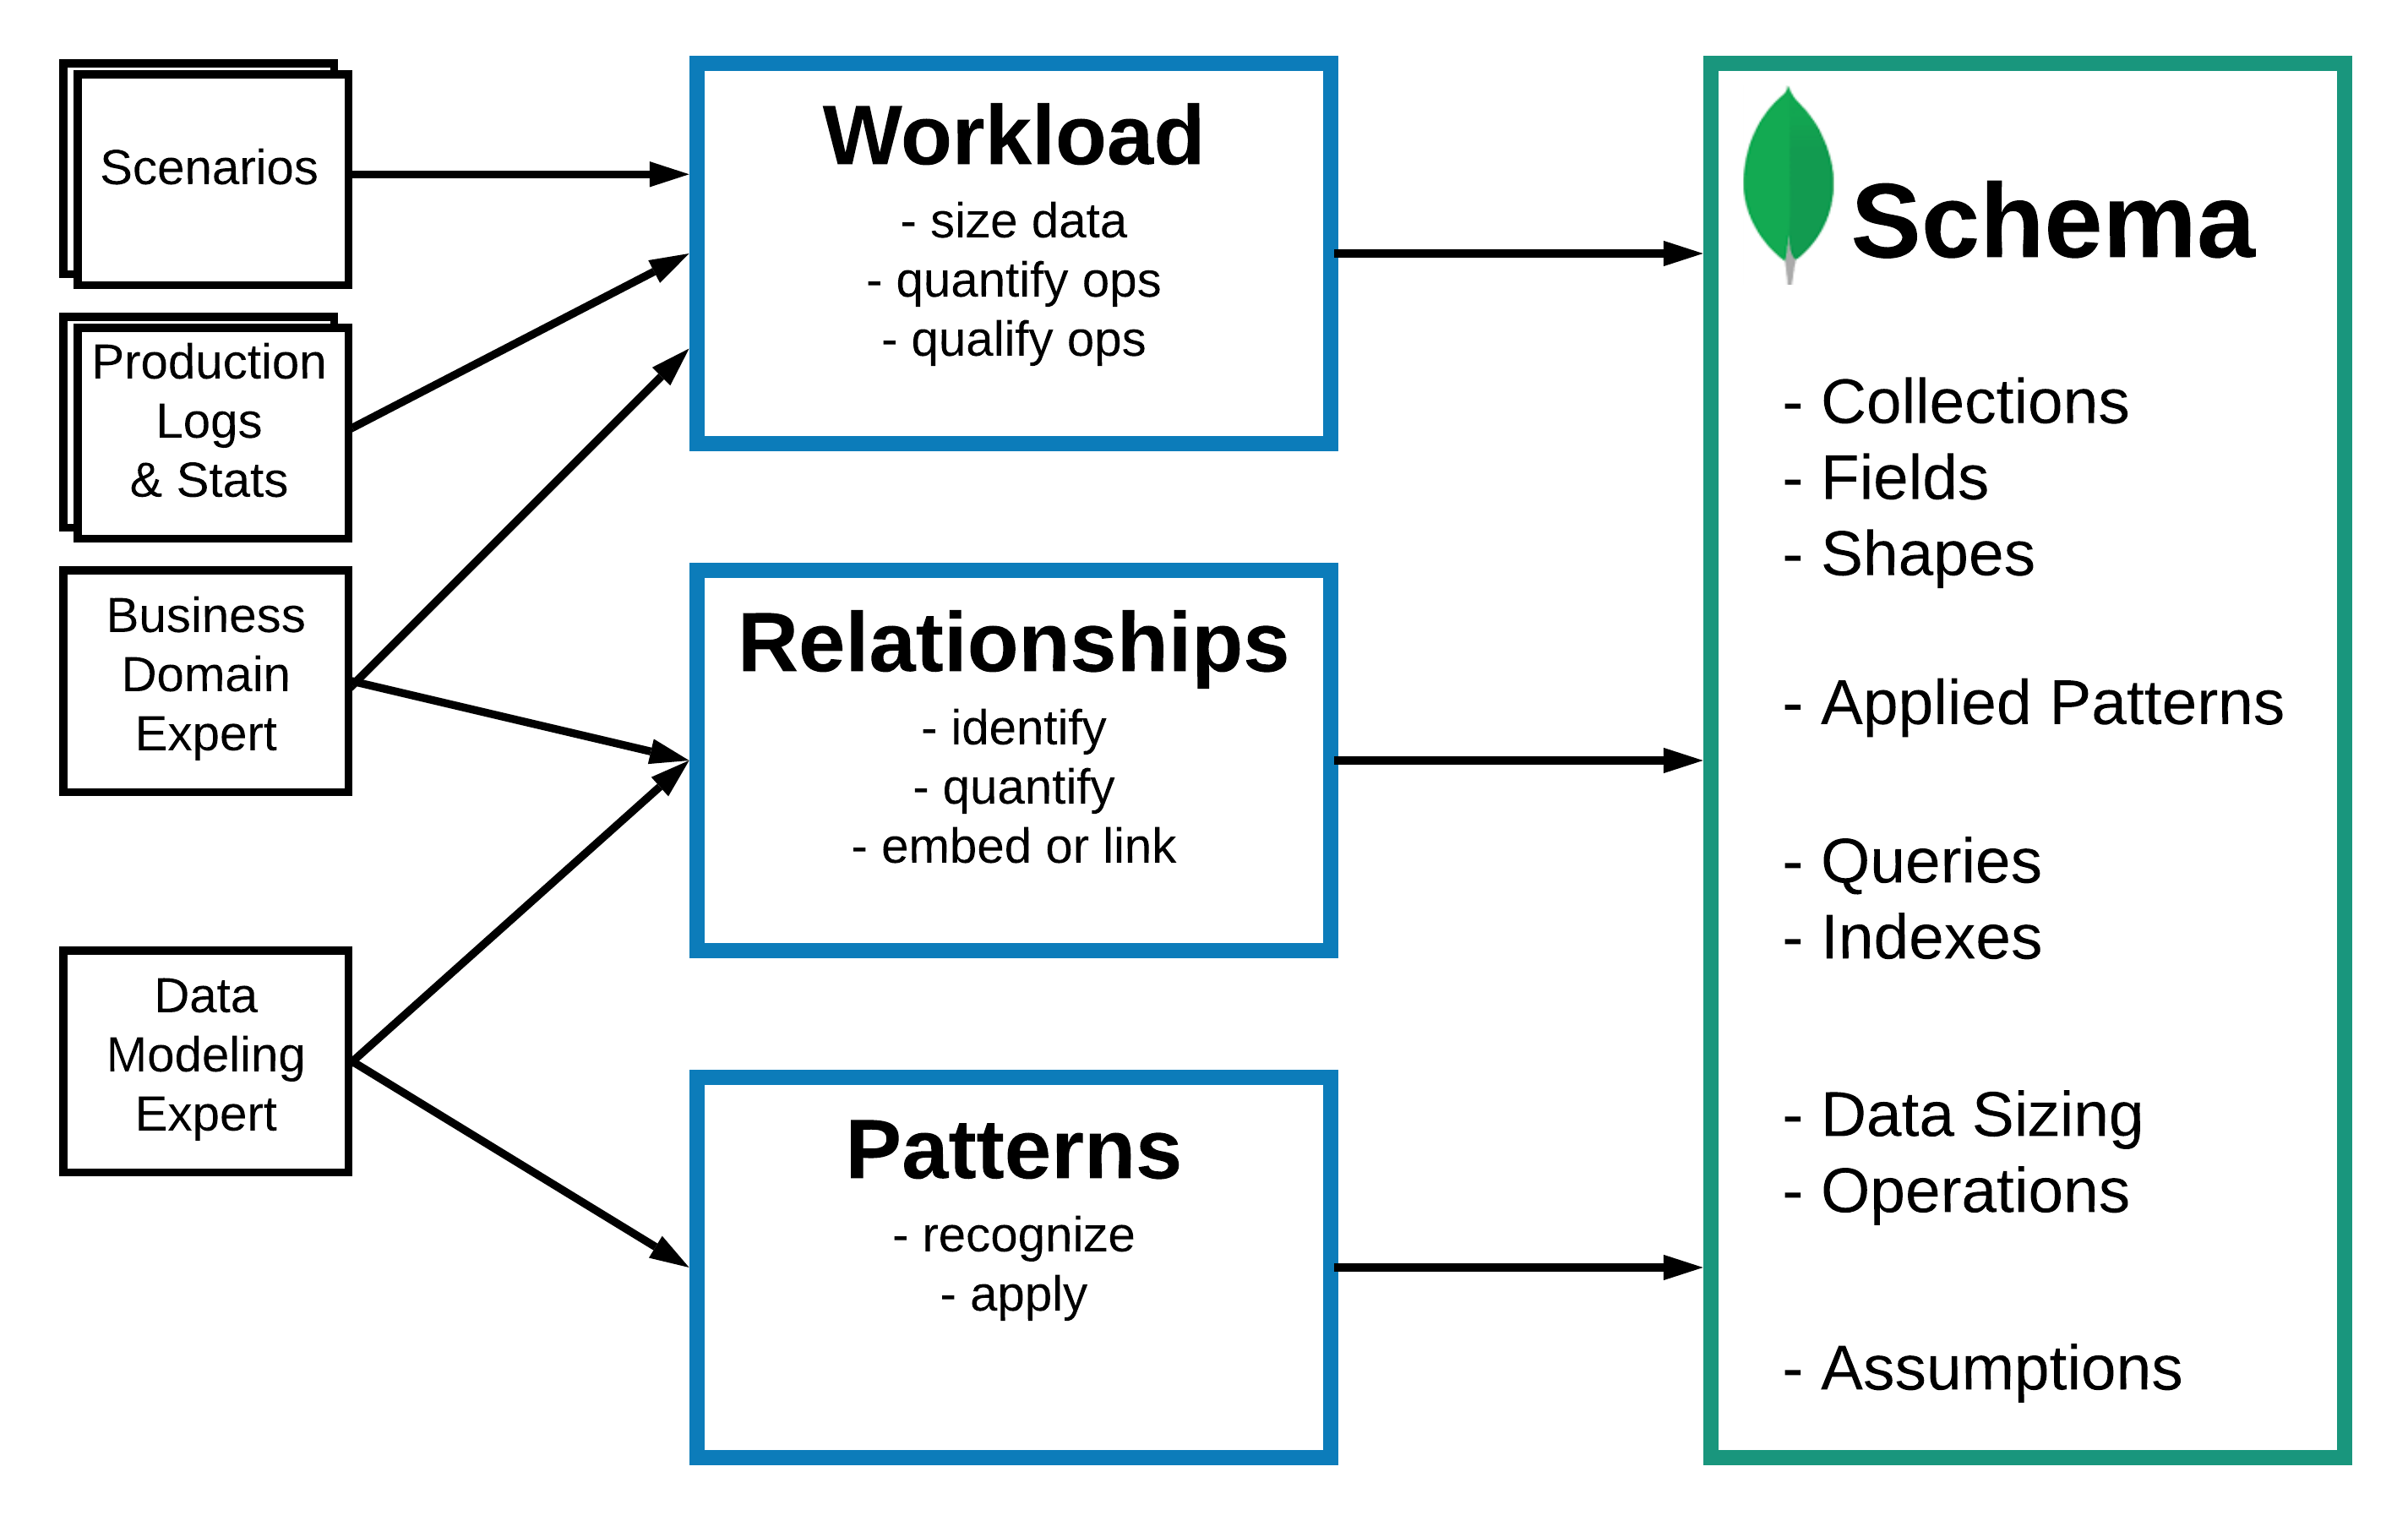 Scenarios
Production
Logs
& Stats
Business
Domain
Expert
Data
Modeling
Expert
Workload
- size data
- quantify ops
- qualify ops
Relationships
- identify
- quantify
- embed or link
Patterns
- recognize
- apply
Schema
- Collections
- Fields
- Shapes
- Applied Patterns
- Queries
- Indexes
- Data Sizing
- Operations
- Assumptions